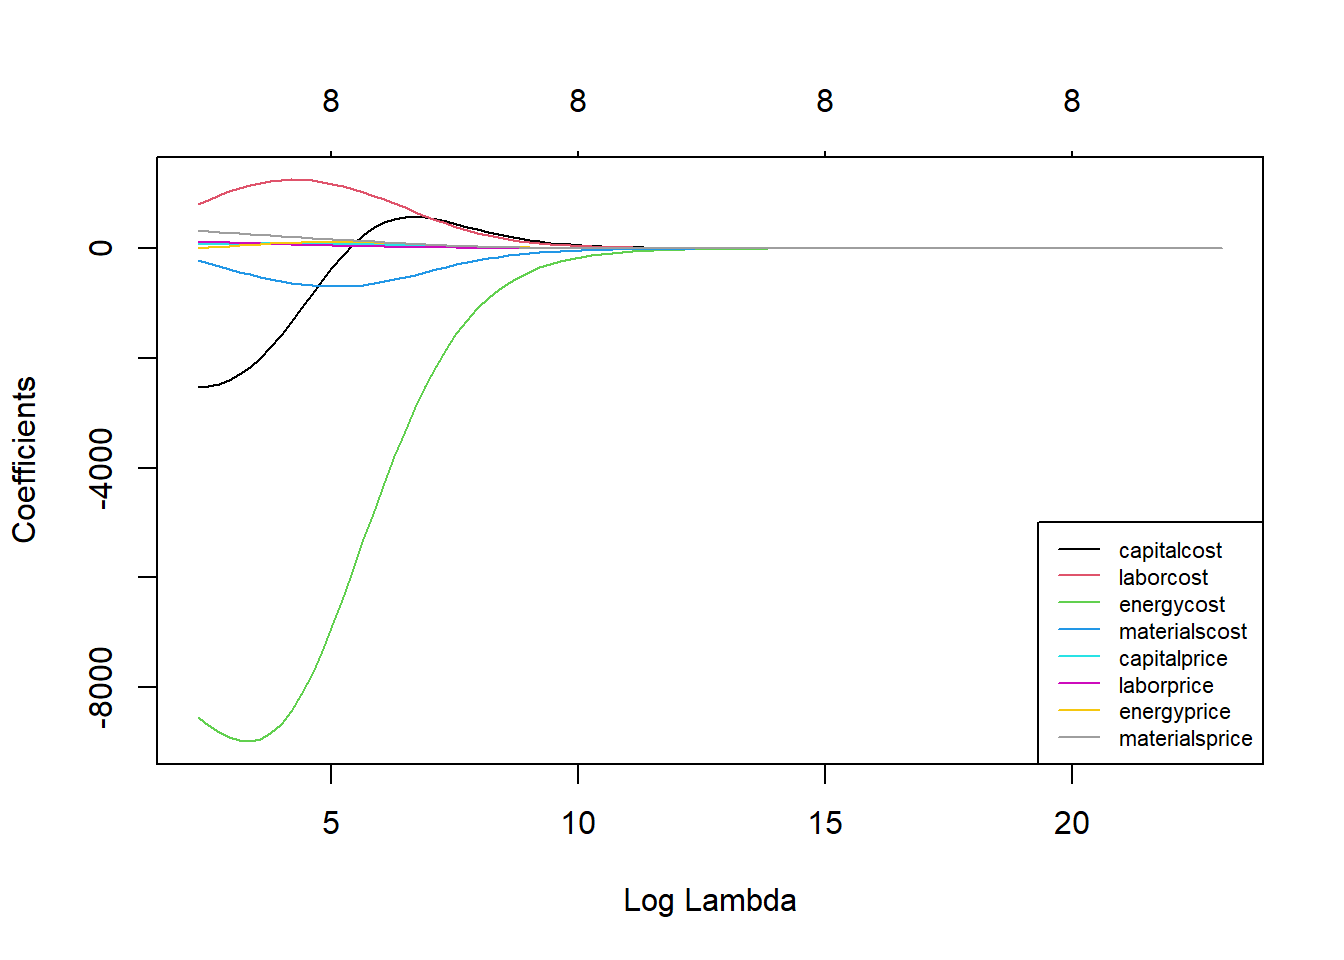 8 8 8 8
0
-4000
-8000
Coefficients
capitalcost
laborcost
energycost
materialscost
capitalprice
laborprice
energyprice
materialsprice
5 10 15 20
Log Lambda